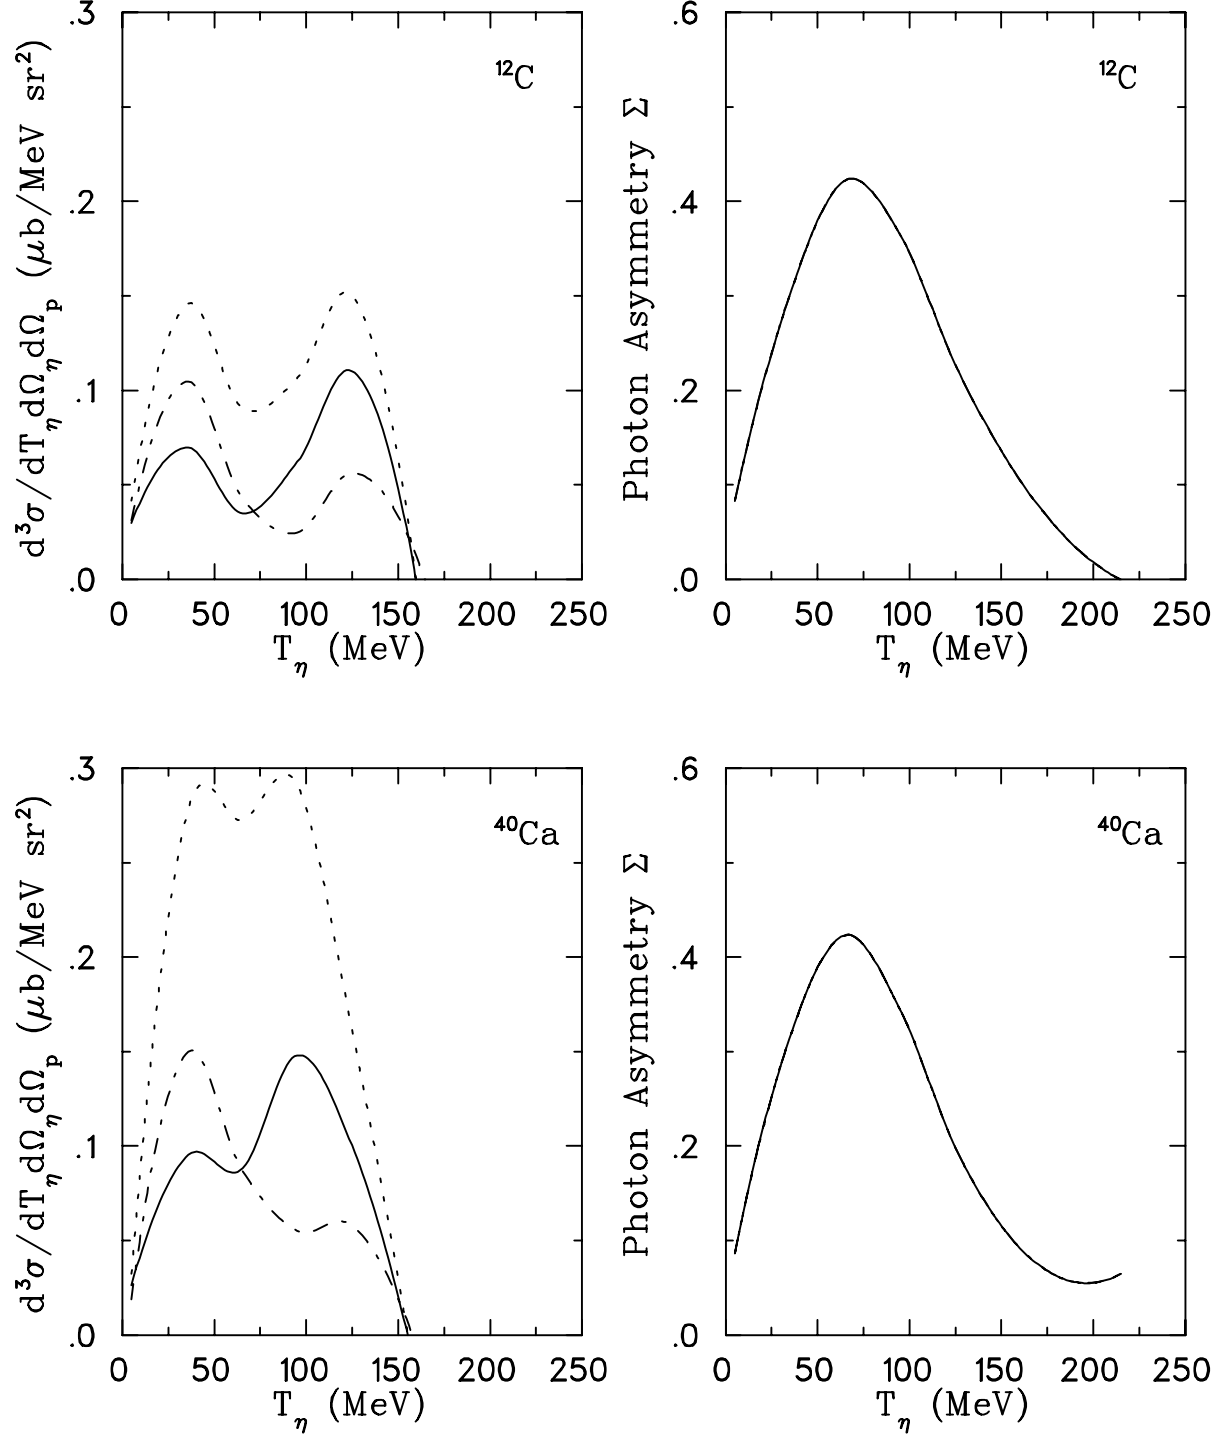 d³σ/dT_η dΩ_η dΩ_p (μb/MeV sr²)
.3
.2
.1
.0
¹²C
0 50 100 150 200 250
T_η (MeV)
Photon Asymmetry Σ
.6
.4
.2
.0
¹²C
0 50 100 150 200 250
T_η (MeV)
d³σ/dT_η dΩ_η dΩ_p (μb/MeV sr²)
.3
.2
.1
.0
⁴⁰Ca
0 50 100 150 200 250
T_η (MeV)
Photon Asymmetry Σ
.6
.4
.2
.0
⁴⁰Ca
0 50 100 150 200 250
T_η (MeV)